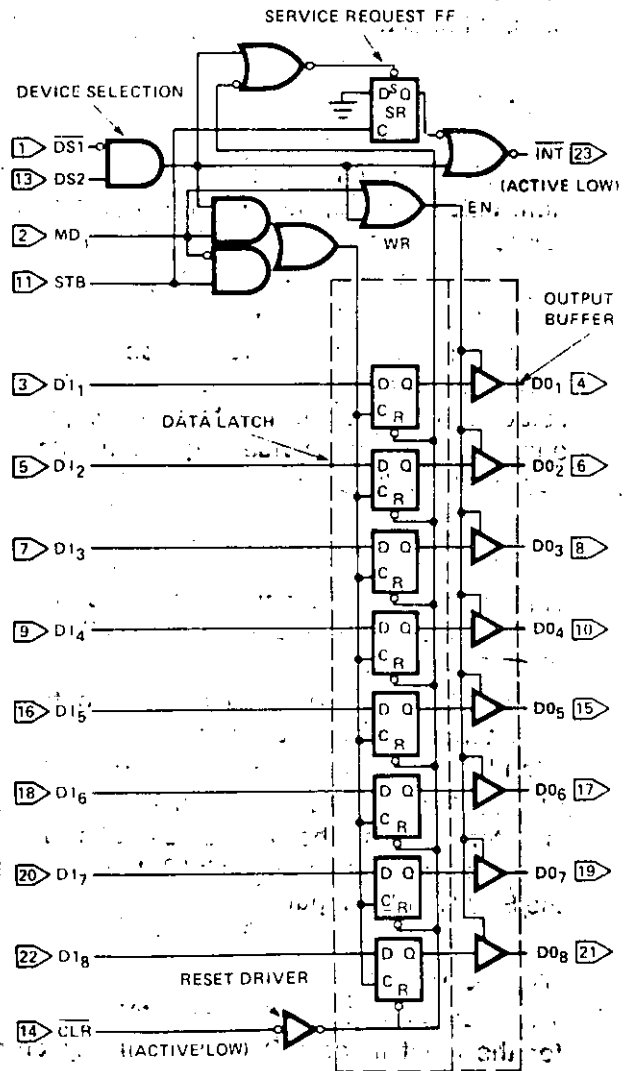 SERVICE REQUEST FF
DEVICE SELECTION
D S Q
SR
C
1 D̅S̅1̅
13 DS2
I̅N̅T̅ 23
(ACTIVE LOW)
2 MD
EN
WR
11 STB
OUTPUT
BUFFER
3 DI₁ D Q C R DO₁ 4
DATA LATCH
5 DI₂ D Q C R DO₂ 6
7 DI₃ D Q C R DO₃ 8
9 DI₄ D Q C R DO₄ 10
16 DI₅ D Q C R DO₅ 15
18 DI₆ D Q C R DO₆ 17
20 DI₇ D Q C R DO₇ 19
22 DI₈ D Q C R DO₈ 21
RESET DRIVER
14 C̅L̅R̅
(ACTIVE LOW)
for the